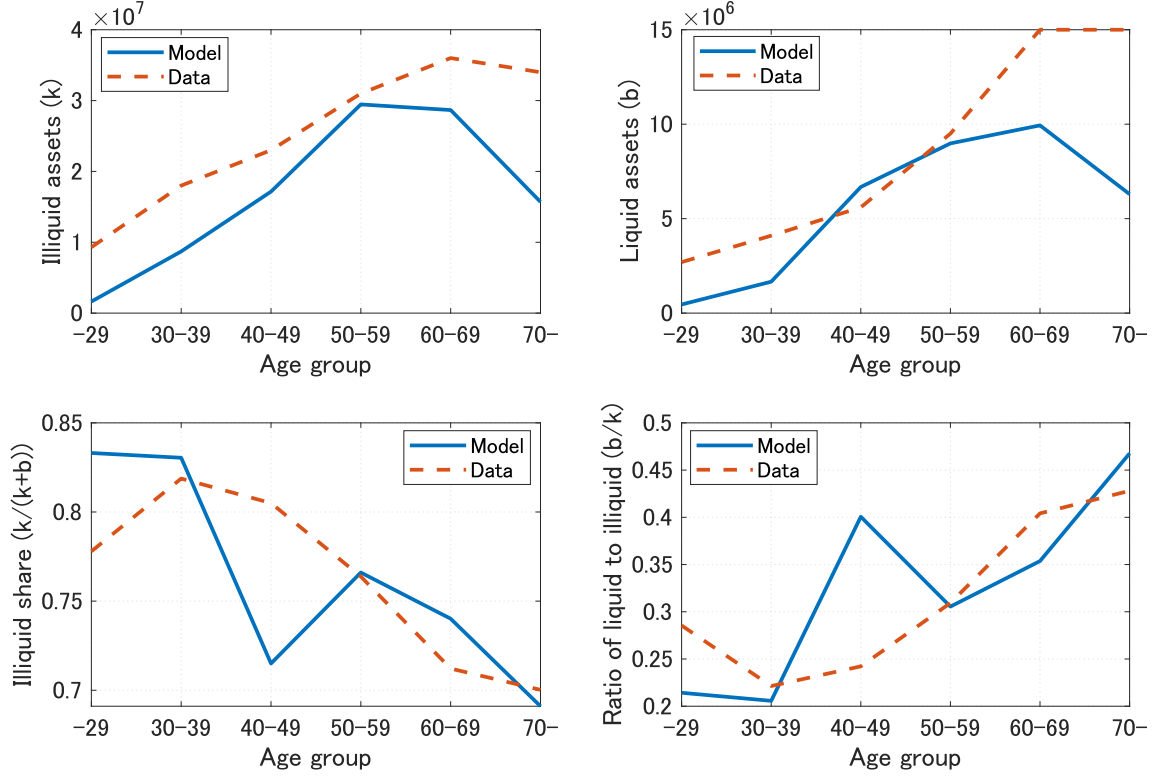 ×10⁷
4
3
2
1
0
Illiquid assets (k)
Model
Data
−29
30−39
40−49
50−59
60−69
70−
Age group
×10⁶
15
10
5
0
Liquid assets (b)
Model
Data
−29
30−39
40−49
50−59
60−69
70−
Age group
0.85
0.8
0.75
0.7
Illiquid share (k/(k+b))
Model
Data
−29
30−39
40−49
50−59
60−69
70−
Age group
0.5
0.45
0.4
0.35
0.3
0.25
0.2
Ratio of liquid to illiquid (b/k)
Model
Data
−29
30−39
40−49
50−59
60−69
70−
Age group